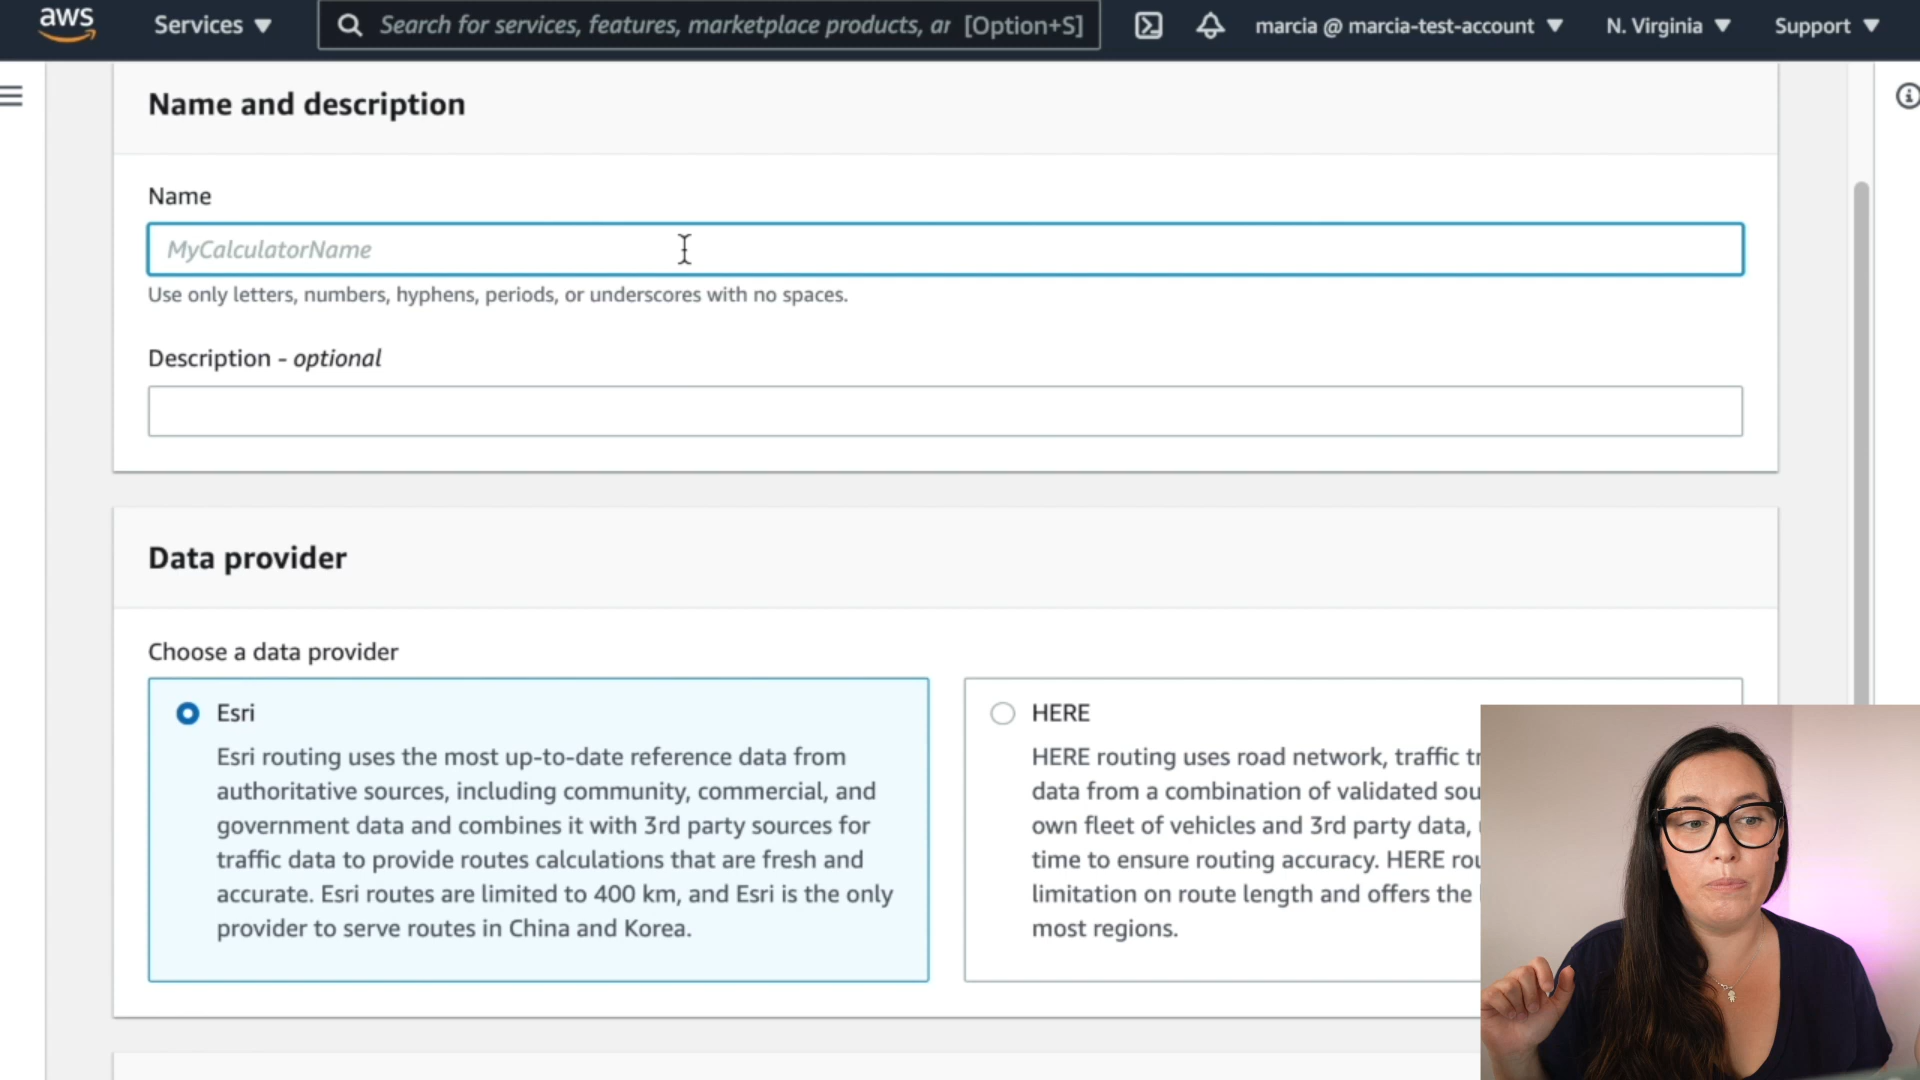 aws
Services ▼
Search for services, features, marketplace products, ar [Option+S]
marcia @ marcia-test-account ▼
N. Virginia ▼
Support ▼
Name and description
Name
MyCalculatorName
Use only letters, numbers, hyphens, periods, or underscores with no spaces.
Description - optional
Data provider
Choose a data provider
Esri
Esri routing uses the most up-to-date reference data from
authoritative sources, including community, commercial, and
government data and combines it with 3rd party sources for
traffic data to provide routes calculations that are fresh and
accurate. Esri routes are limited to 400 km, and Esri is the only
provider to serve routes in China and Korea.
HERE
HERE routing uses road network, traffic
data from a combination of validated
own fleet of vehicles and 3rd party data,
time to ensure routing accuracy. HERE
limitation on route length and offers the
most regions.